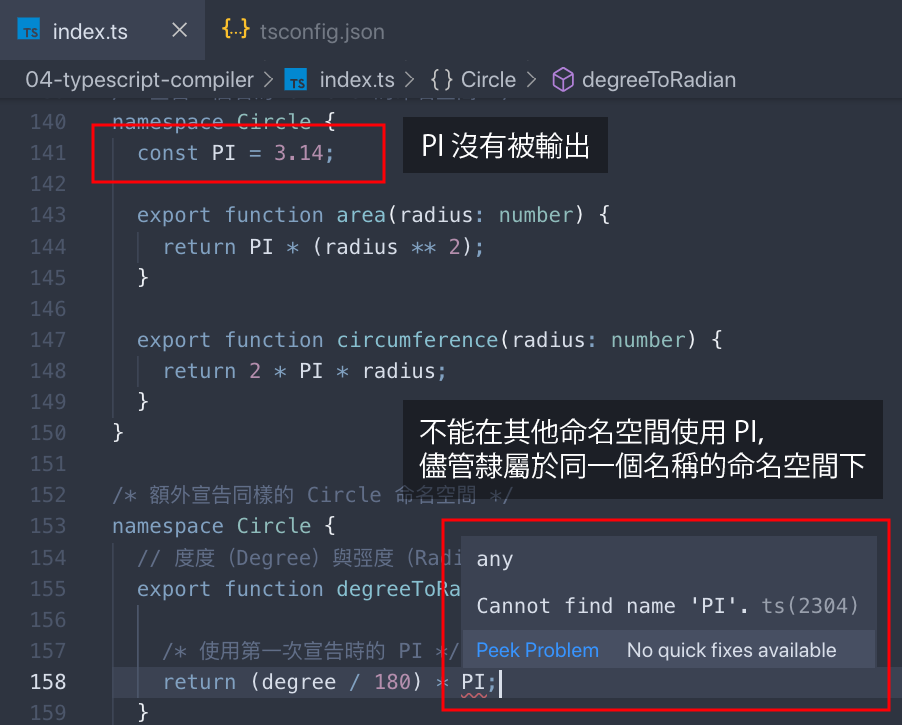 TS index.ts × {..} tsconfig.json
04-typescript-compiler > TS index.ts > {} Circle > degreeToRadian
140 namespace Circle {
141 const PI = 3.14;
PI 沒有被輸出
142
143 export function area(radius: number) {
144 return PI * (radius ** 2);
145 }
146
147 export function circumference(radius: number) {
148 return 2 * PI * radius;
149 }
150 }
不能在其他命名空間使用 PI,
儘管隸屬於同一個名稱的命名空間下
151
152 /* 額外宣告同樣的 Circle 命名空間 */
153 namespace Circle {
154 // 度度（Degree）與弳度（Radi
155 export function degreeToRa
156
157 /* 使用第一次宣告時的 PI */
158 return (degree / 180) * PI;
159 }
any
Cannot find name 'PI'. ts(2304)
Peek Problem No quick fixes available